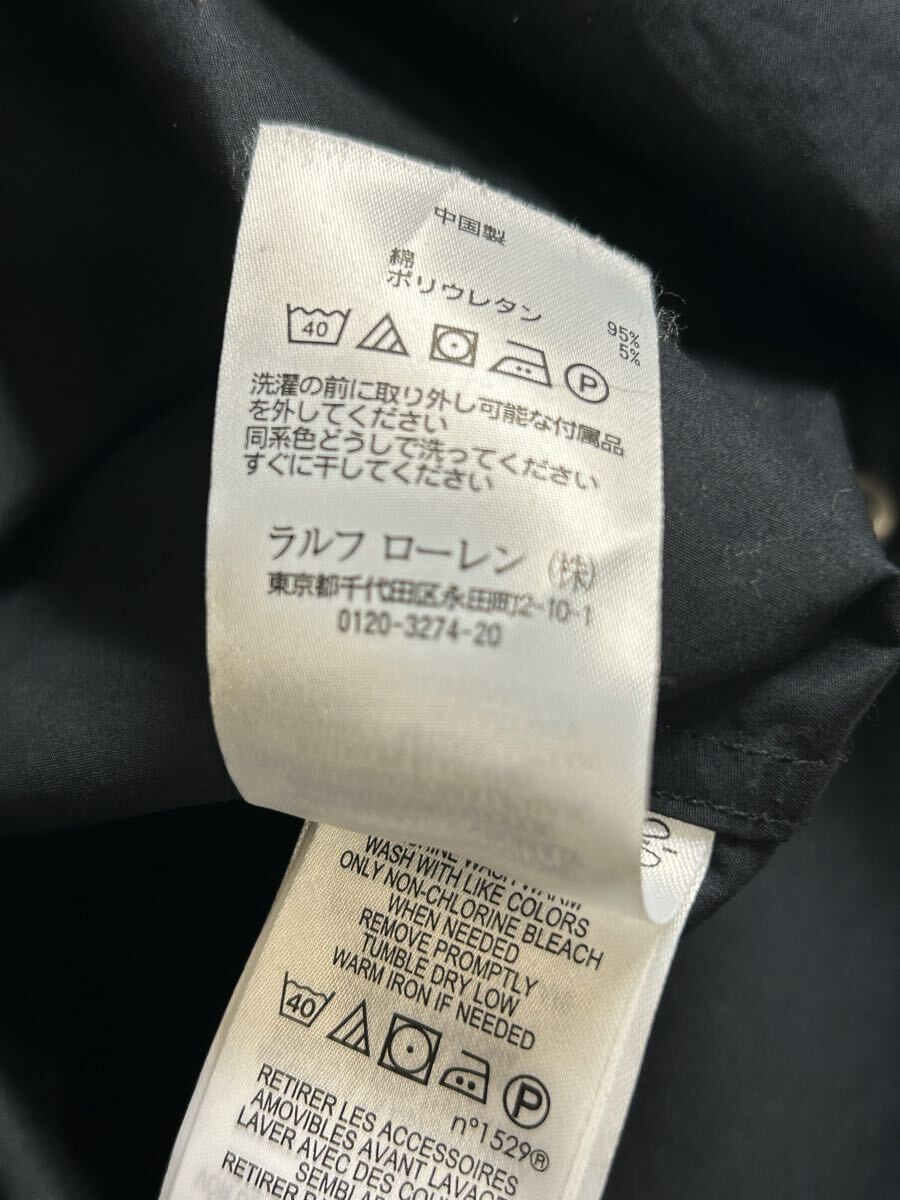 中国製
綿 95%
ポリウレタン 5%
40 P
洗濯の前に取り外し可能な付属品
を外してください
同系色どうしで洗ってください
すぐに干してください
ラルフ ローレン (株)
東京都千代田区永田町2-10-1
0120-3274-20
WASH WARM
WASH WITH LIKE COLORS
ONLY NON-CHLORINE BLEACH
WHEN NEEDED
REMOVE PROMPTLY
TUMBLE DRY LOW
WARM IRON IF NEEDED
40 P
n°1529®
RETIRER LES ACCESSOIRES
AMOVIBLES AVANT LAVAGE
LAVER AVEC DES
SEMBLABLE
RETIRER